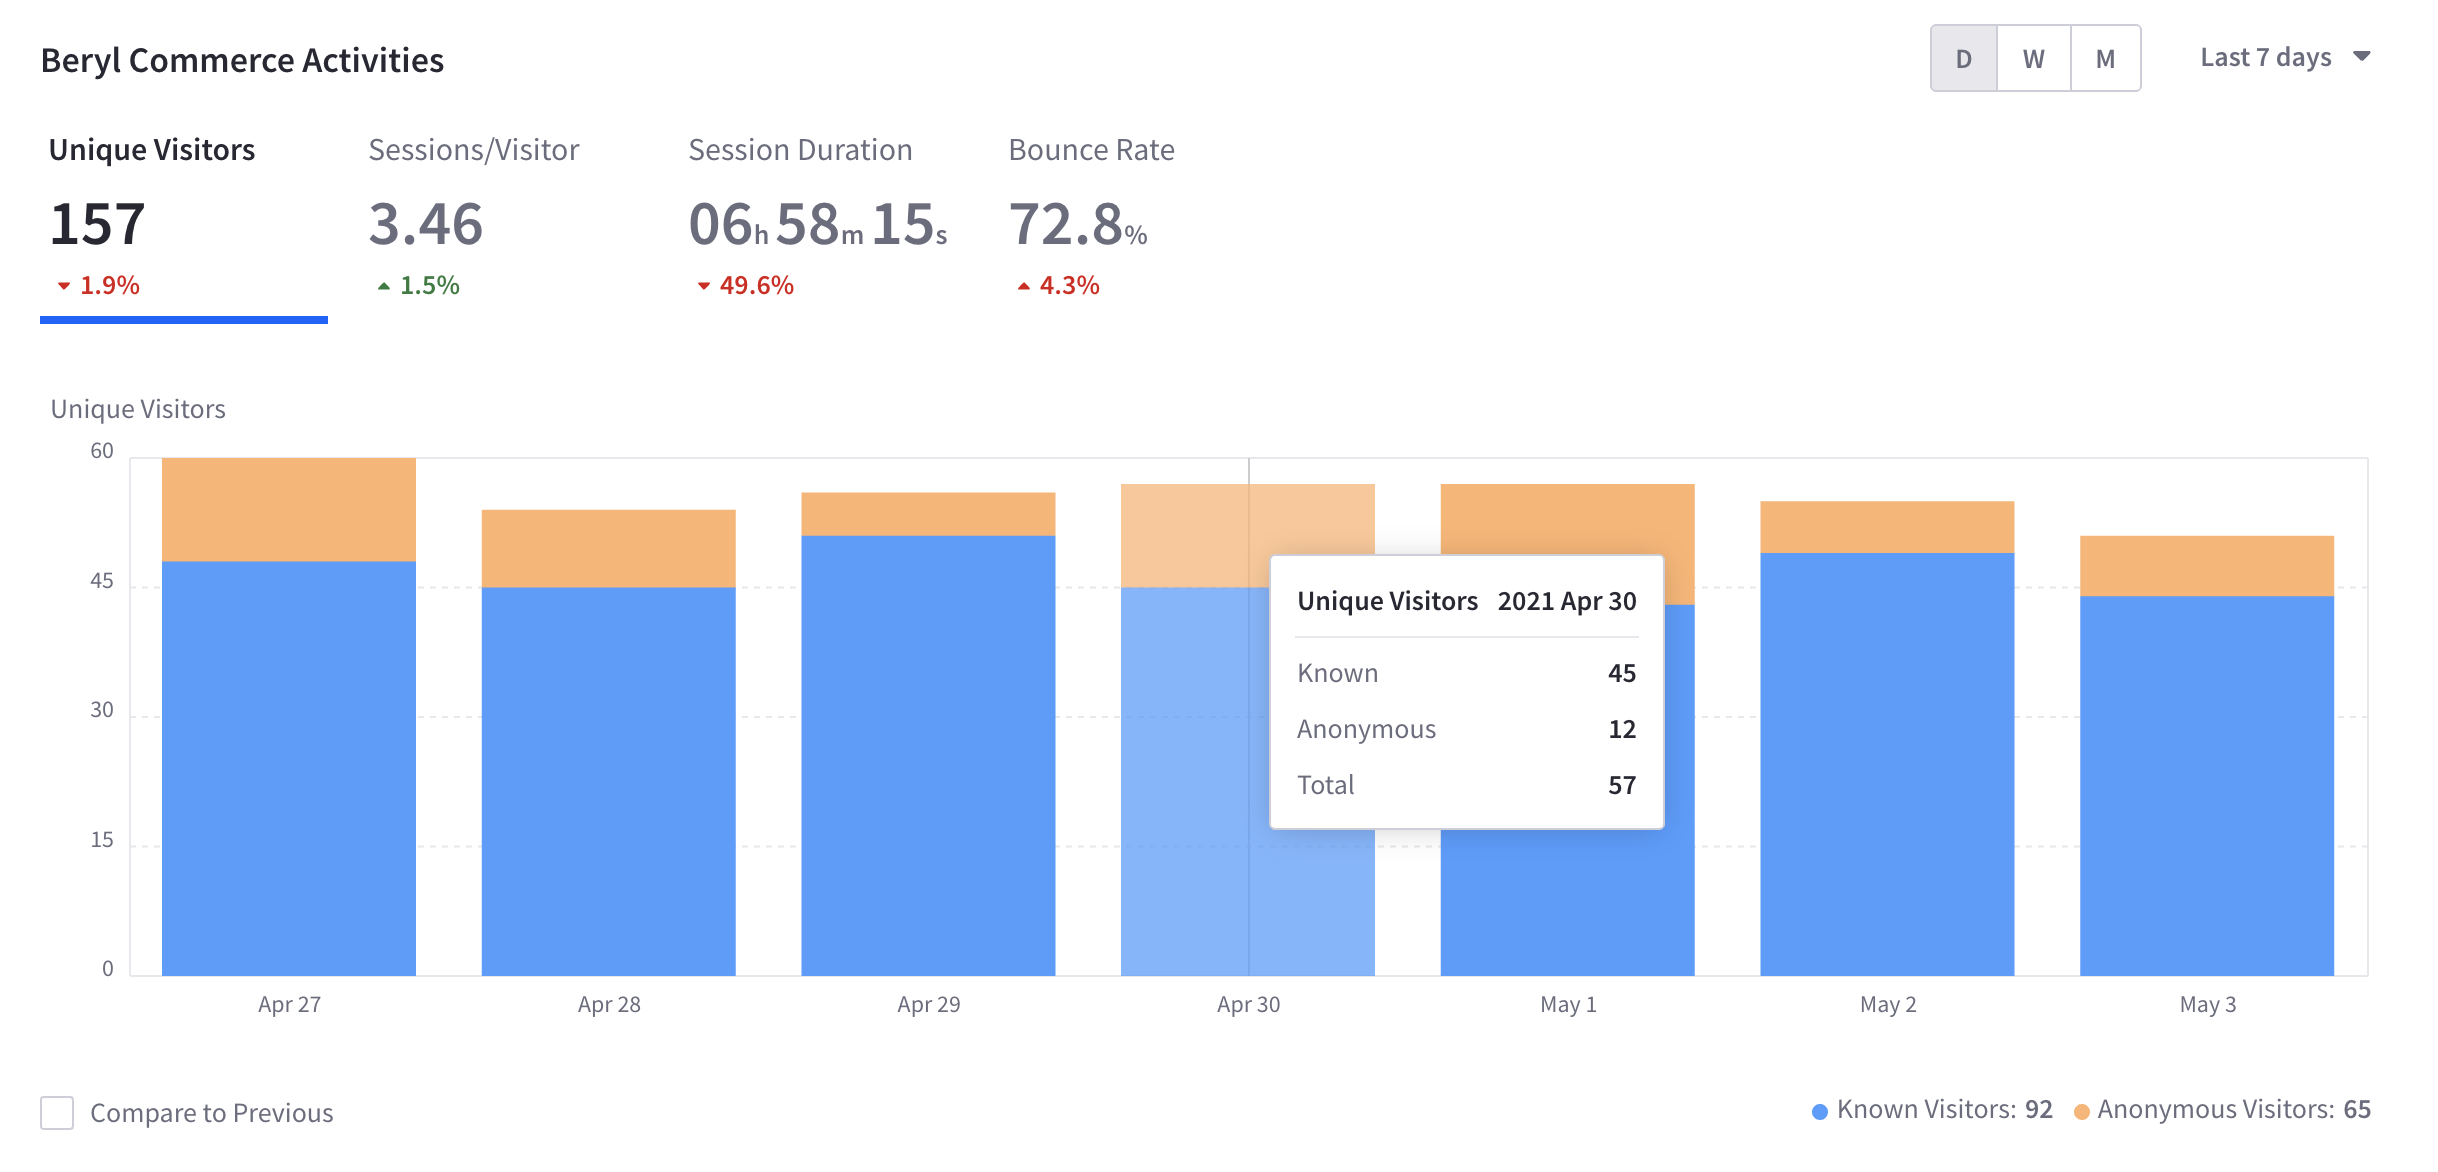 Beryl Commerce Activities
D W M Last 7 days
Unique Visitors Sessions/Visitor Session Duration Bounce Rate
157 3.46 06h 58m 15s 72.8%
1.9% 1.5% 49.6% 4.3%
Unique Visitors
60
45
30
15
0
Unique Visitors 2021 Apr 30
Known 45
Anonymous 12
Total 57
Apr 27 Apr 28 Apr 29 Apr 30 May 1 May 2 May 3
Compare to Previous
Known Visitors: 92 Anonymous Visitors: 65